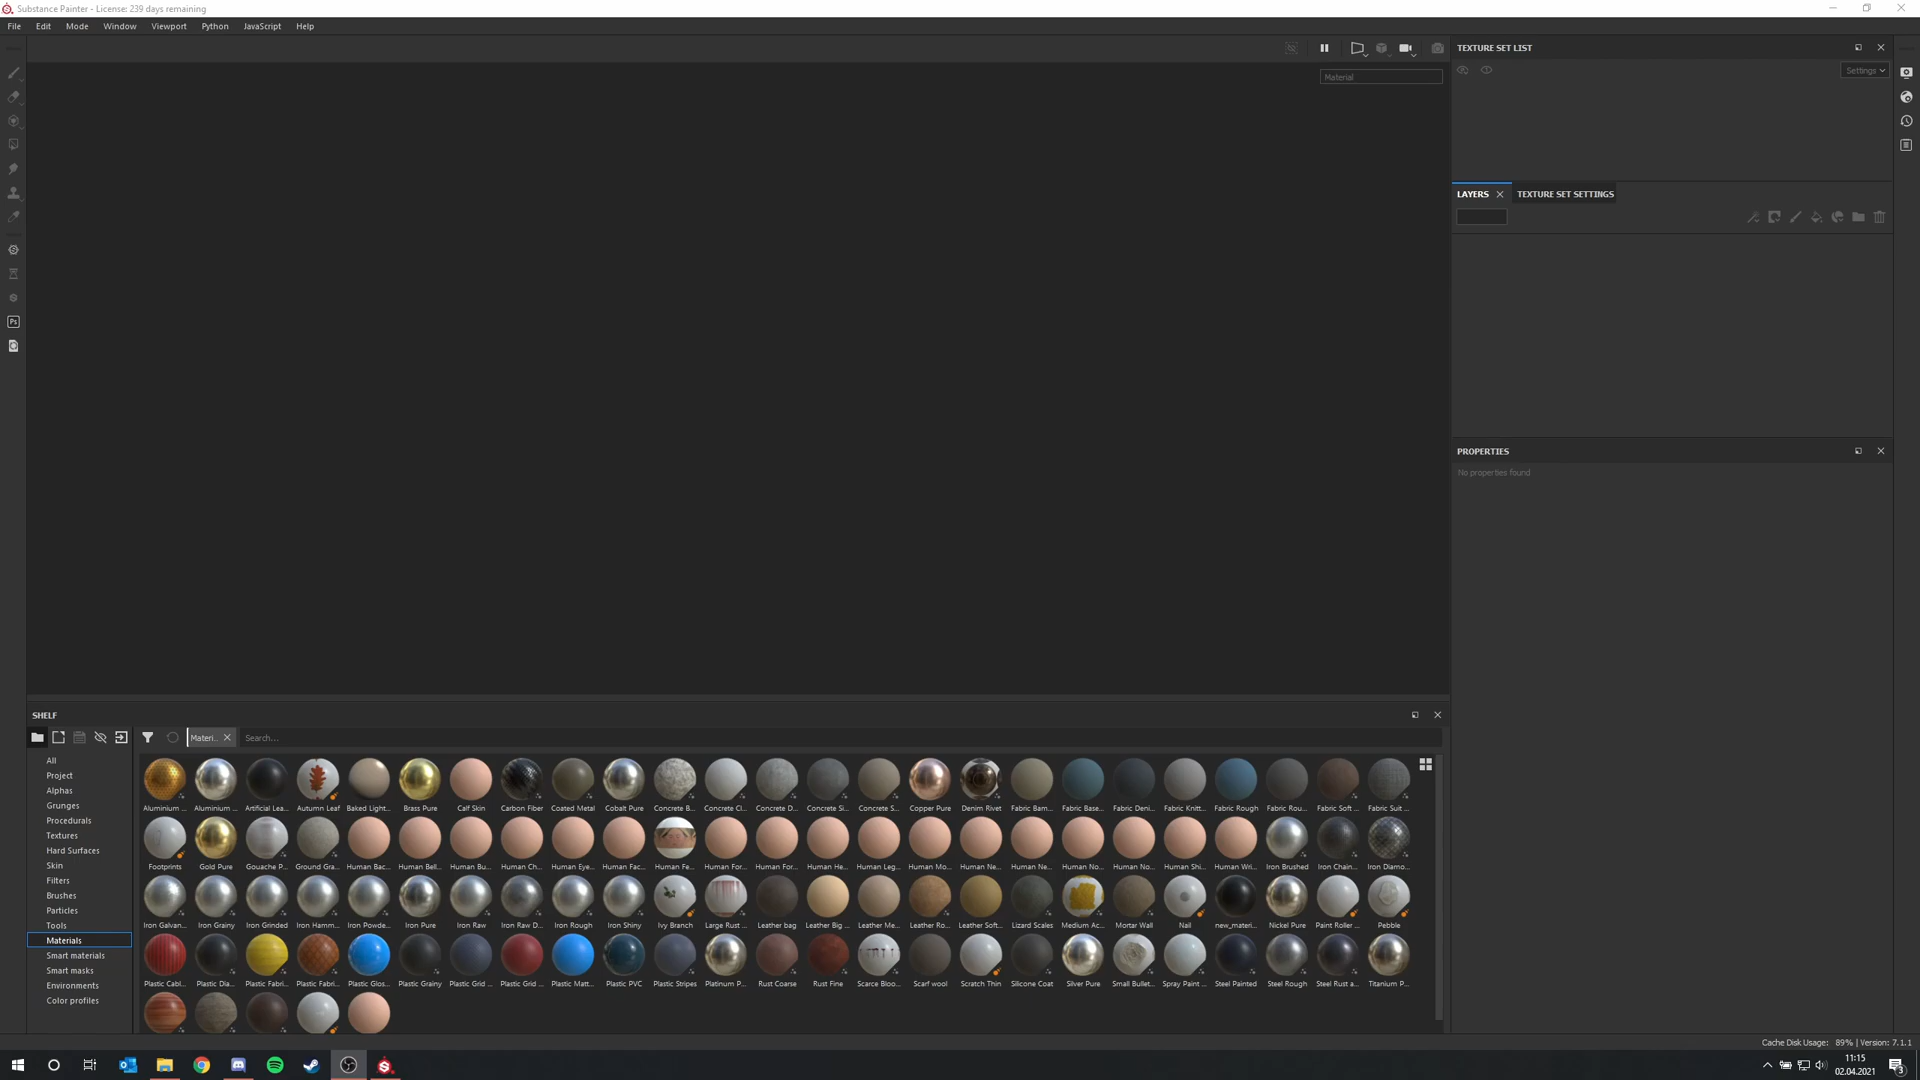 Substance Painter - License: 239 days remaining
File Edit Mode Window Viewport Python JavaScript Help
TEXTURE SET LIST
Settings
Material
LAYERS TEXTURE SET SETTINGS
PROPERTIES
No properties found
SHELF
Materi... Search...
All
Project
Alphas
Grunges
Procedurals
Textures
Hard Surfaces
Skin
Filters
Brushes
Particles
Tools
Materials
Smart materials
Smart masks
Environments
Color profiles
Aluminium ... Aluminium ... Artificial Lea... Autumn Leaf Baked Light... Brass Pure Calf Skin Carbon Fiber Coated Metal Cobalt Pure Concrete B... Concrete Cl... Concrete D... Concrete Si... Concrete S... Copper Pure Denim Rivet Fabric Bam... Fabric Base... Fabric Deni... Fabric Knitt... Fabric Rough Fabric Rou... Fabric Soft ... Fabric Suit ...
Footprints Gold Pure Gouache P... Ground Gra... Human Bac... Human Bell... Human Bu... Human Ch... Human Eye... Human Fac... Human Fe... Human For... Human For... Human He... Human Leg... Human Mo... Human Ne... Human Ne... Human No... Human No... Human Shi... Human Wri... Iron Brushed Iron Chain... Iron Diamo...
Iron Galvan... Iron Grainy Iron Grinded Iron Hamm... Iron Powde... Iron Pure Iron Raw Iron Raw D... Iron Rough Iron Shiny Ivy Branch Large Rust ... Leather bag Leather Big ... Leather Me... Leather Ro... Leather Soft... Lizard Scales Medium Ac... Mortar Wall Nail new_materi... Nickel Pure Paint Roller ... Pebble
Plastic Cabl... Plastic Dia... Plastic Fabri... Plastic Fabri... Plastic Glos... Plastic Grainy Plastic Grid ... Plastic Grid ... Plastic Matt... Plastic PVC Plastic Stripes Platinum P... Rust Coarse Rust Fine Scarce Bloo... Scarf wool Scratch Thin Silicone Coat Silver Pure Small Bullet... Spray Paint ... Steel Painted Steel Rough Steel Rust a... Titanium P...
Cache Disk Usage: 89% | Version: 7.1.1
Ps
11:15
02.04.2021
3